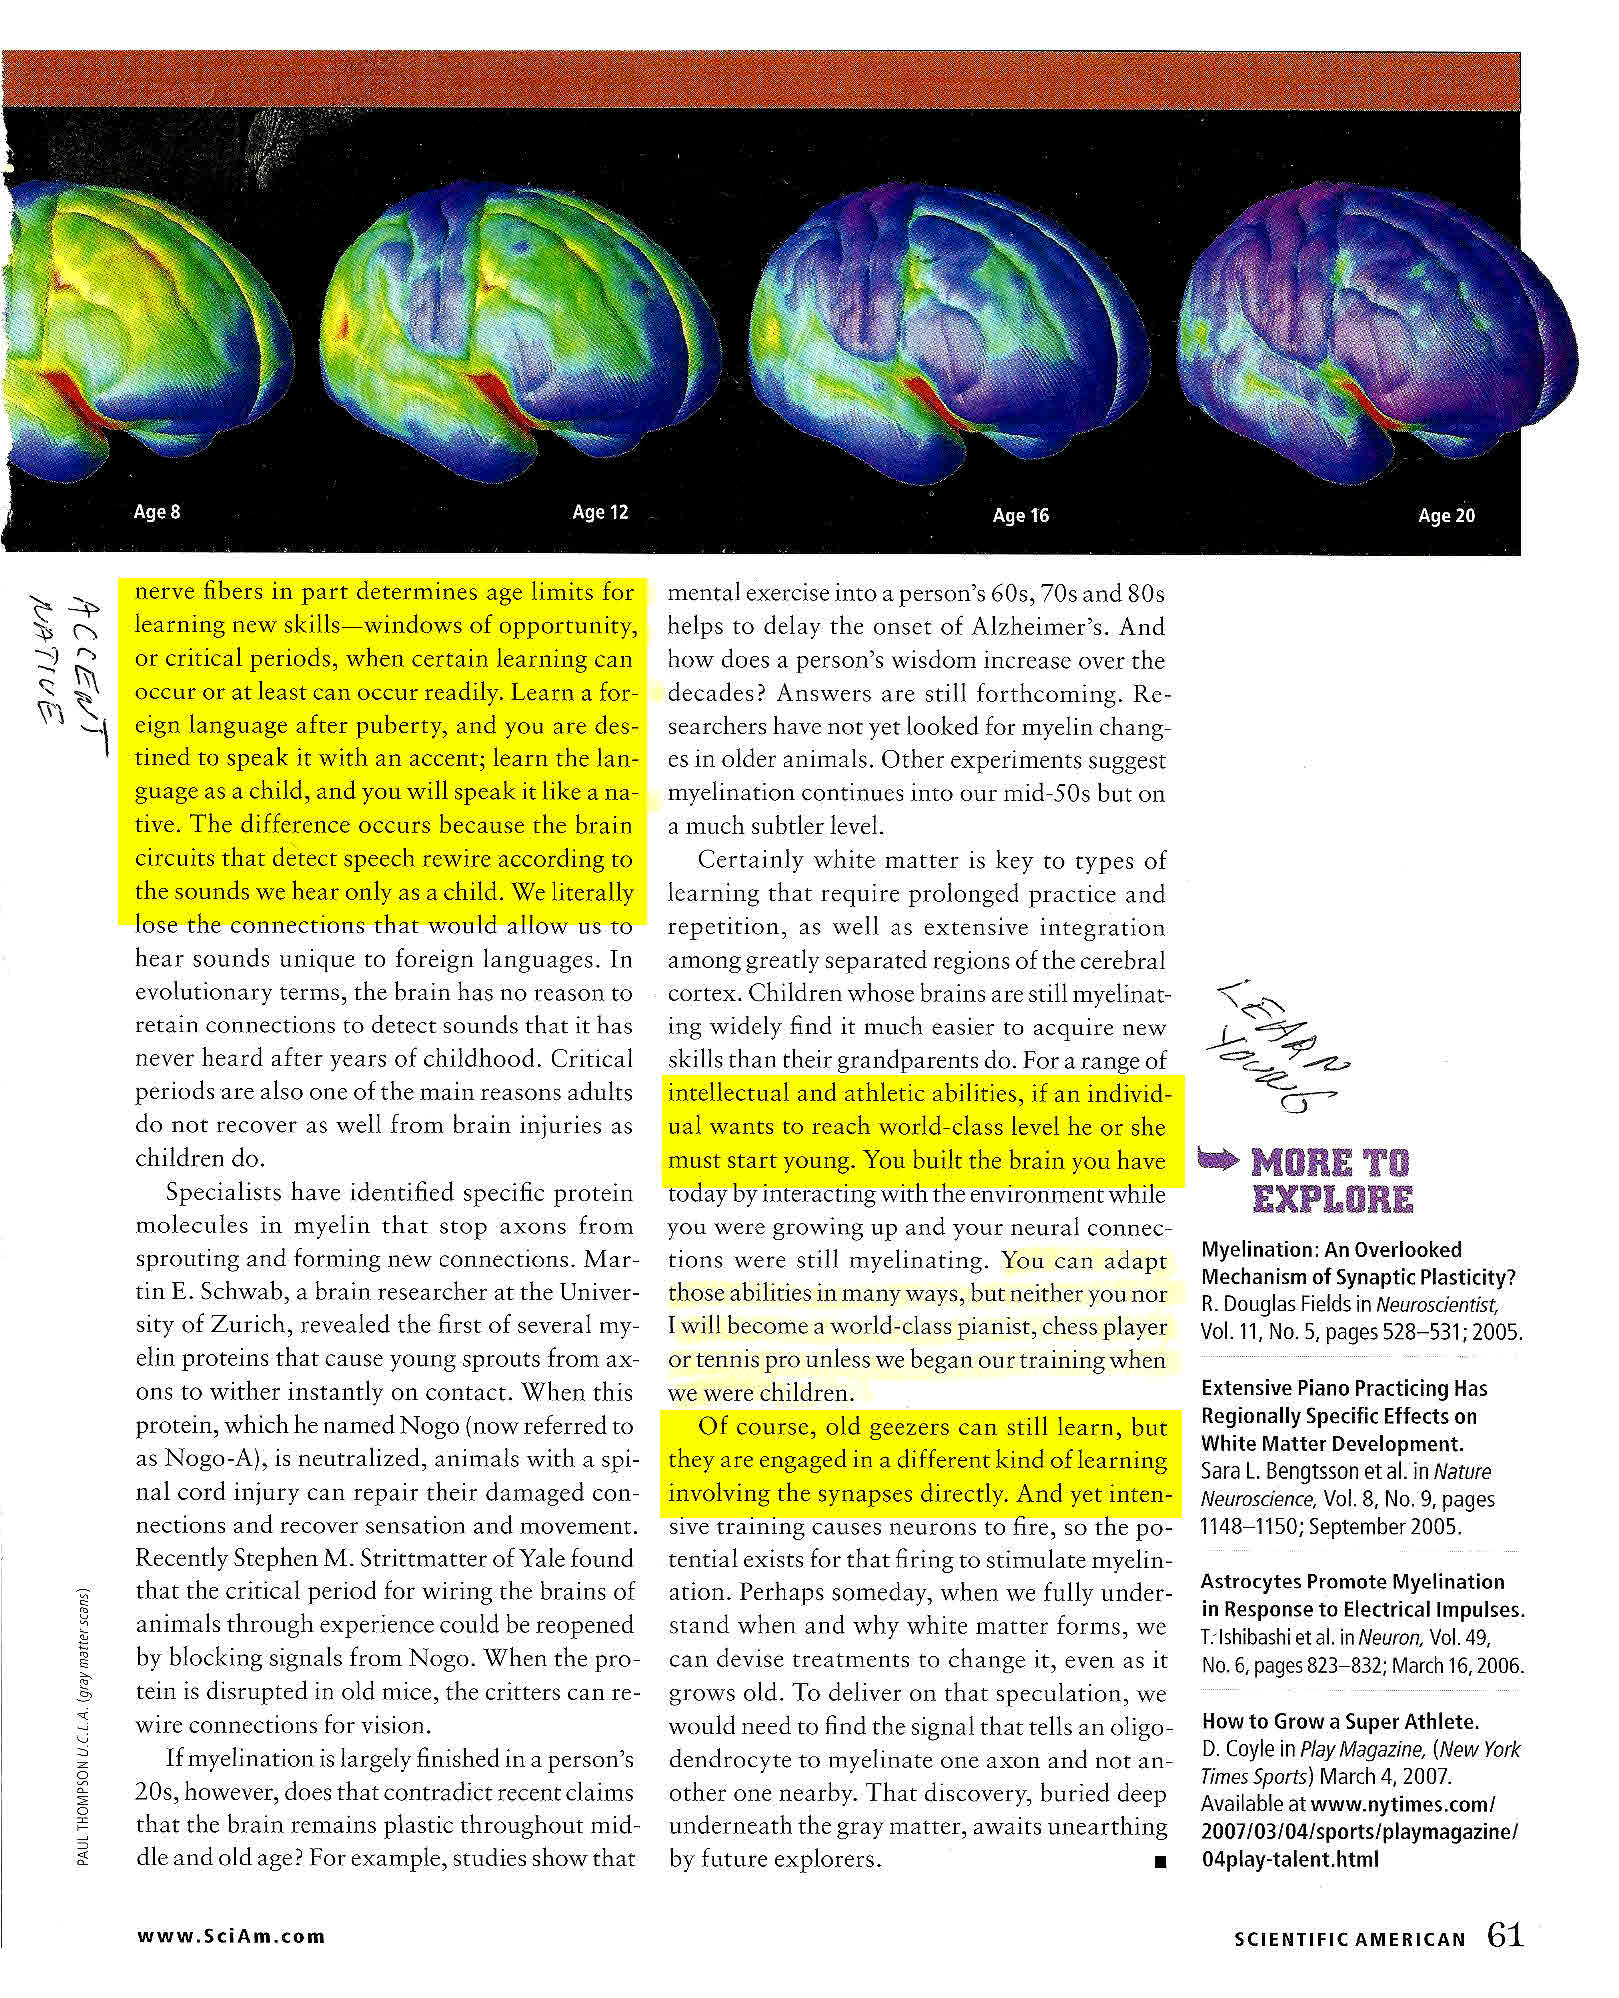 Age 8
Age 12
Age 16
Age 20
ACCENT
NATIVE
nerve fibers in part determines age limits for
learning new skills—windows of opportunity,
or critical periods, when certain learning can
occur or at least can occur readily. Learn a for-
eign language after puberty, and you are des-
tined to speak it with an accent; learn the lan-
guage as a child, and you will speak it like a na-
tive. The difference occurs because the brain
circuits that detect speech rewire according to
the sounds we hear only as a child. We literally
lose the connections that would allow us to
hear sounds unique to foreign languages. In
evolutionary terms, the brain has no reason to
retain connections to detect sounds that it has
never heard after years of childhood. Critical
periods are also one of the main reasons adults
do not recover as well from brain injuries as
children do.
Specialists have identified specific protein
molecules in myelin that stop axons from
sprouting and forming new connections. Mar-
tin E. Schwab, a brain researcher at the Univer-
sity of Zurich, revealed the first of several my-
elin proteins that cause young sprouts from ax-
ons to wither instantly on contact. When this
protein, which he named Nogo (now referred to
as Nogo-A), is neutralized, animals with a spi-
nal cord injury can repair their damaged con-
nections and recover sensation and movement.
Recently Stephen M. Strittmatter of Yale found
that the critical period for wiring the brains of
animals through experience could be reopened
by blocking signals from Nogo. When the pro-
tein is disrupted in old mice, the critters can re-
wire connections for vision.
If myelination is largely finished in a person's
20s, however, does that contradict recent claims
that the brain remains plastic throughout mid-
dle and old age? For example, studies show that
mental exercise into a person's 60s, 70s and 80s
helps to delay the onset of Alzheimer's. And
how does a person's wisdom increase over the
decades? Answers are still forthcoming. Re-
searchers have not yet looked for myelin chang-
es in older animals. Other experiments suggest
myelination continues into our mid-50s but on
a much subtler level.
Certainly white matter is key to types of
learning that require prolonged practice and
repetition, as well as extensive integration
among greatly separated regions of the cerebral
cortex. Children whose brains are still myelinat-
ing widely find it much easier to acquire new
skills than their grandparents do. For a range of
intellectual and athletic abilities, if an individ-
ual wants to reach world-class level he or she
must start young. You built the brain you have
today by interacting with the environment while
you were growing up and your neural connec-
tions were still myelinating. You can adapt
those abilities in many ways, but neither you nor
I will become a world-class pianist, chess player
or tennis pro unless we began our training when
we were children.
Of course, old geezers can still learn, but
they are engaged in a different kind of learning
involving the synapses directly. And yet inten-
sive training causes neurons to fire, so the po-
tential exists for that firing to stimulate myelin-
ation. Perhaps someday, when we fully under-
stand when and why white matter forms, we
can devise treatments to change it, even as it
grows old. To deliver on that speculation, we
would need to find the signal that tells an oligo-
dendrocyte to myelinate one axon and not an-
other one nearby. That discovery, buried deep
underneath the gray matter, awaits unearthing
by future explorers. ■
LEARN
YOUNG
MORE TO
EXPLORE
Myelination: An Overlooked
Mechanism of Synaptic Plasticity?
R. Douglas Fields in Neuroscientist,
Vol. 11, No. 5, pages 528–531; 2005.
Extensive Piano Practicing Has
Regionally Specific Effects on
White Matter Development.
Sara L. Bengtsson et al. in Nature
Neuroscience, Vol. 8, No. 9, pages
1148–1150; September 2005.
Astrocytes Promote Myelination
in Response to Electrical Impulses.
T. Ishibashi et al. in Neuron, Vol. 49,
No. 6, pages 823–832; March 16, 2006.
How to Grow a Super Athlete.
D. Coyle in Play Magazine, (New York
Times Sports) March 4, 2007.
Available at www.nytimes.com/
2007/03/04/sports/playmagazine/
04play-talent.html
PAUL THOMPSON U.C.L.A. (gray matter scans)
www.SciAm.com
SCIENTIFIC AMERICAN 61